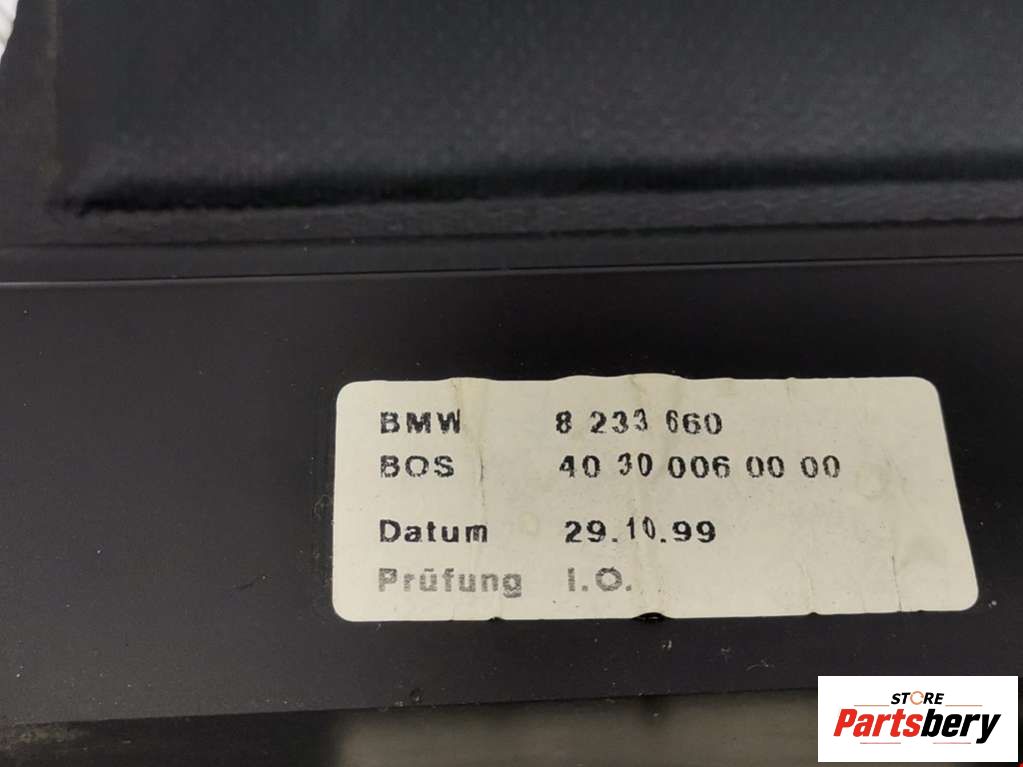 BMW 8 233 660
BOS 40 30 006 00 00
Datum 29.10.99
Prüfung I.O.
STORE
Partsbery